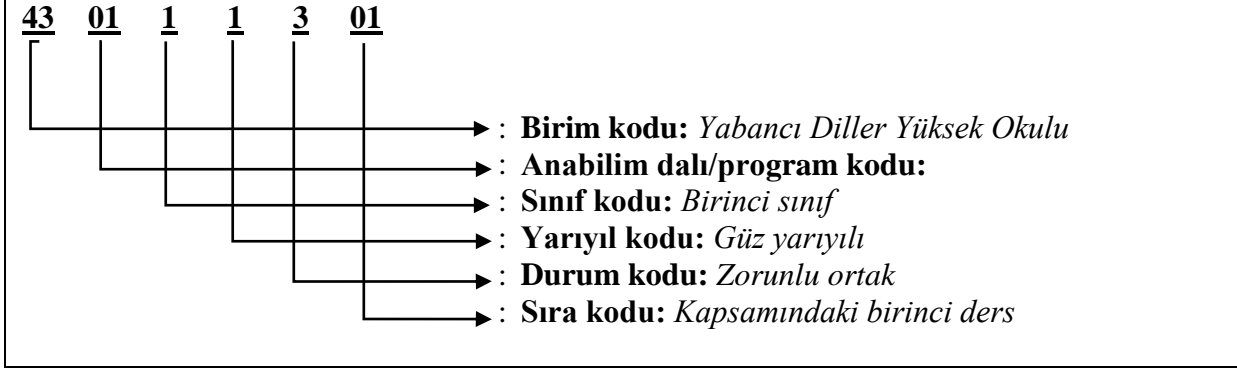 43 01 1 1 3 01
: Birim kodu: Yabancı Diller Yüksek Okulu
: Anabilim dalı/program kodu:
: Sınıf kodu: Birinci sınıf
: Yarıyıl kodu: Güz yarıyılı
: Durum kodu: Zorunlu ortak
: Sıra kodu: Kapsamındaki birinci ders